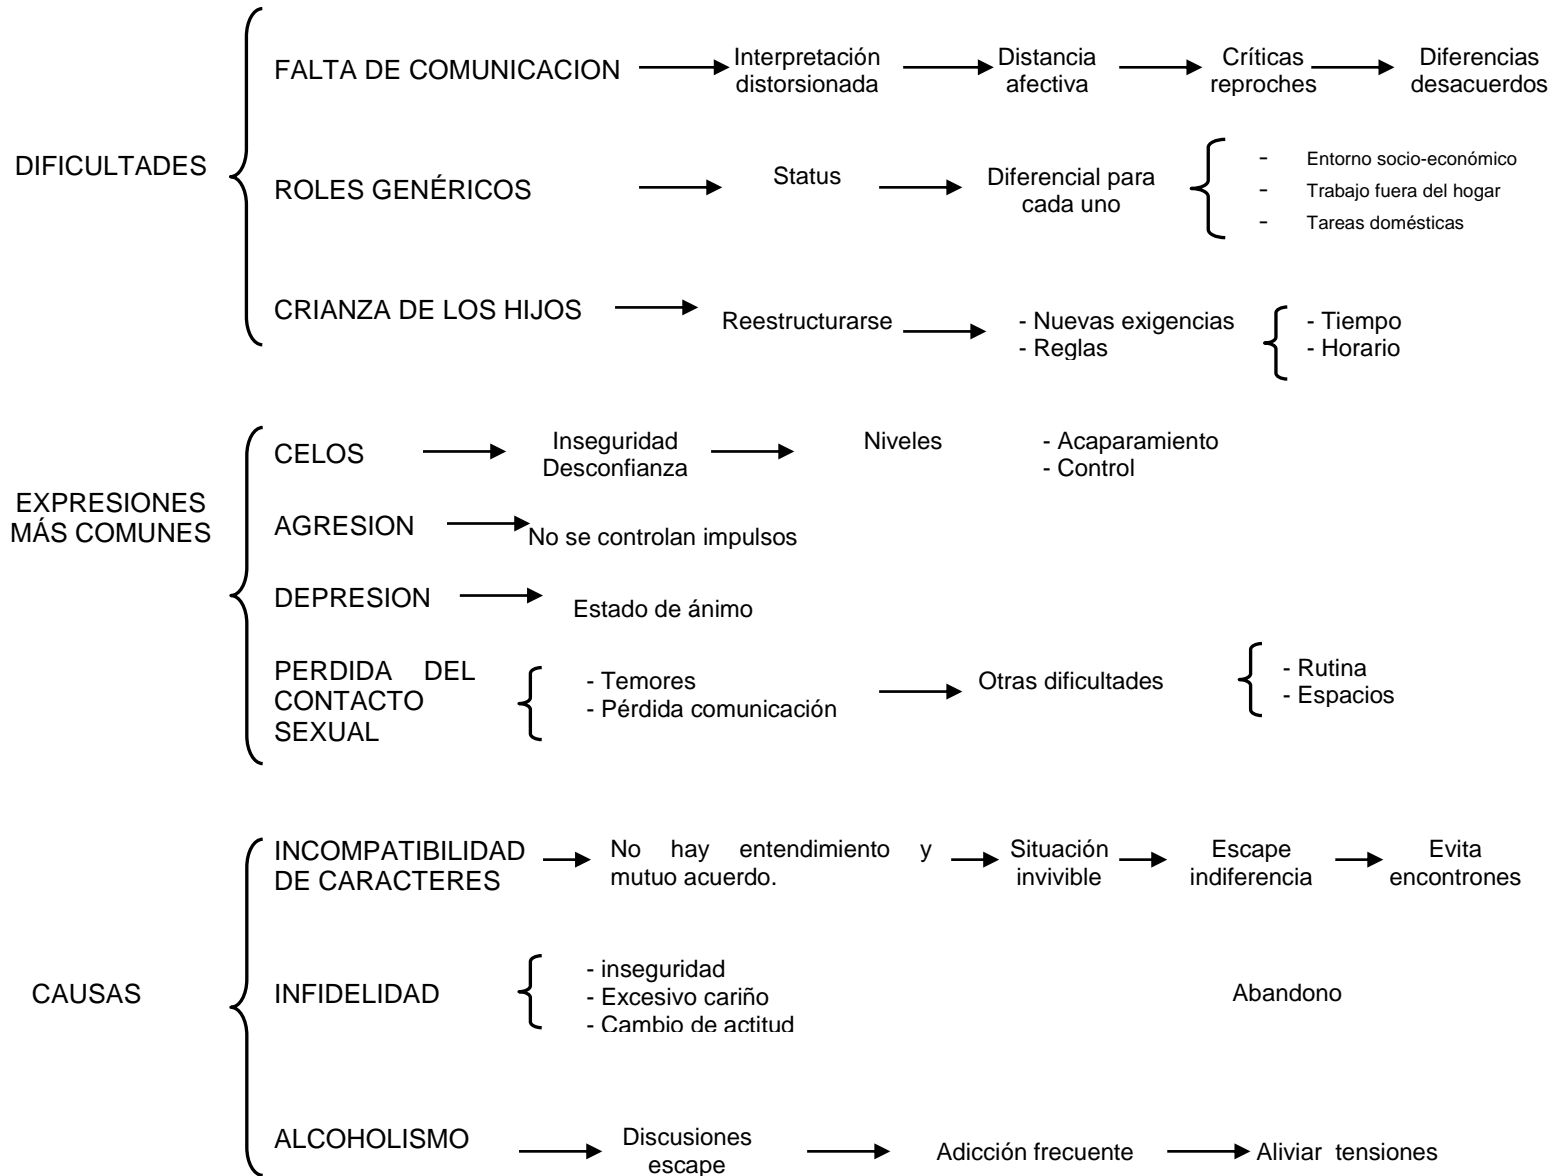 FALTA DE COMUNICACION
Interpretación
distorsionada
Distancia
afectiva
Críticas
reproches
Diferencias
desacuerdos
DIFICULTADES
ROLES GENÉRICOS
Status
Diferencial para
cada uno
- Entorno socio-económico
- Trabajo fuera del hogar
- Tareas domésticas
CRIANZA DE LOS HIJOS
Reestructurarse
- Nuevas exigencias
- Reglas
- Tiempo
- Horario
EXPRESIONES
MÁS COMUNES
CELOS
Inseguridad
Desconfianza
Niveles
- Acaparamiento
- Control
AGRESION
No se controlan impulsos
DEPRESION
Estado de ánimo
PERDIDA DEL
CONTACTO
SEXUAL
- Temores
- Pérdida comunicación
Otras dificultades
- Rutina
- Espacios
CAUSAS
INCOMPATIBILIDAD
DE CARACTERES
No hay entendimiento y
mutuo acuerdo.
Situación
invivible
Escape
indiferencia
Evita
encontrones
INFIDELIDAD
- inseguridad
- Excesivo cariño
- Cambio de actitud
Abandono
ALCOHOLISMO
Discusiones
escape
Adicción frecuente
Aliviar tensiones